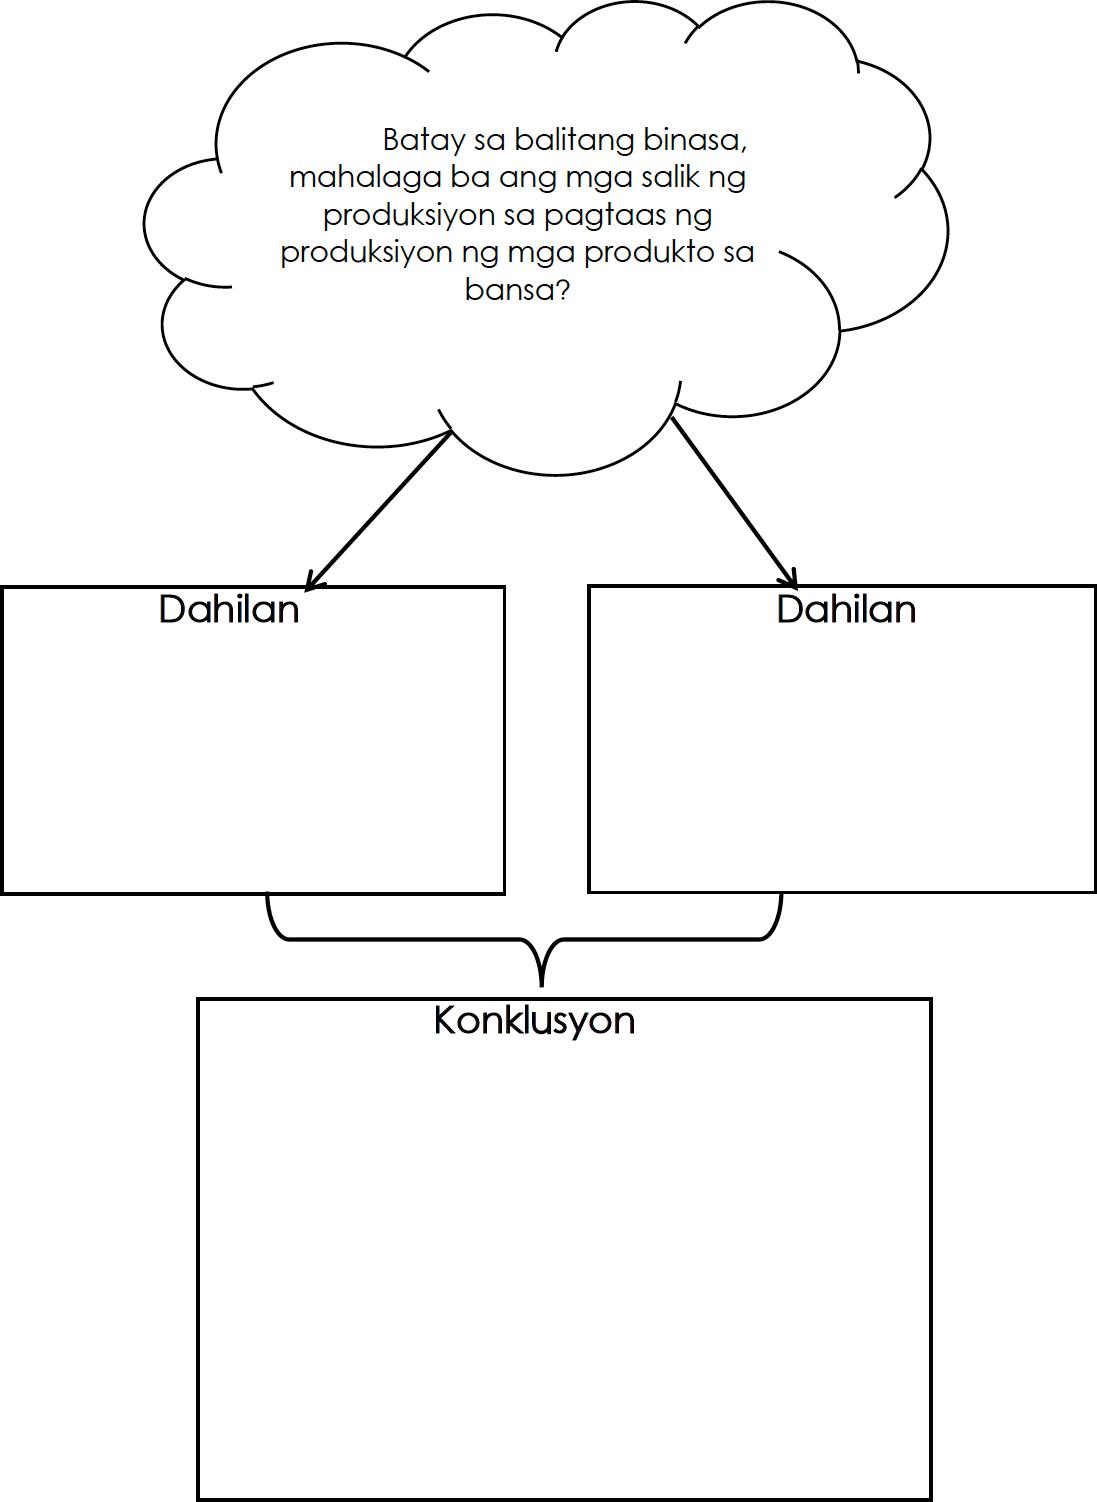 Batay sa balitang binasa,
mahalaga ba ang mga salik ng
produksiyon sa pagtaas ng
produksiyon ng mga produkto sa
bansa?
Dahilan
Dahilan
Konklusyon